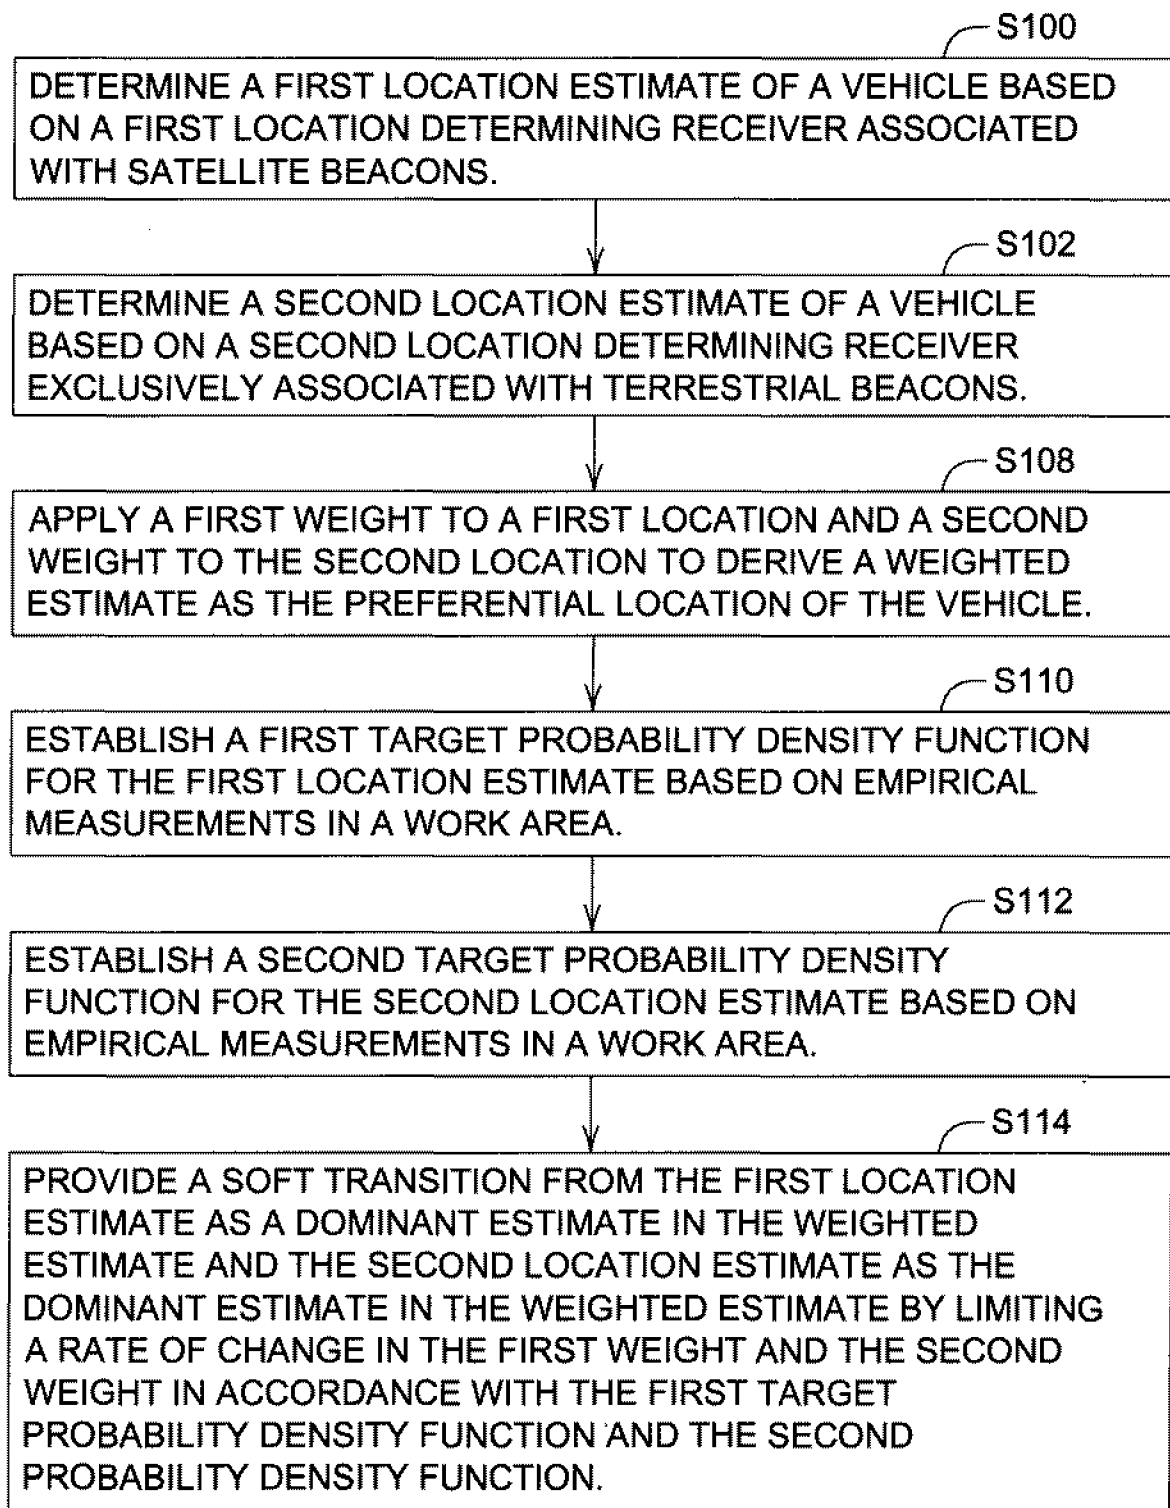 S100
DETERMINE A FIRST LOCATION ESTIMATE OF A VEHICLE BASED
ON A FIRST LOCATION DETERMINING RECEIVER ASSOCIATED
WITH SATELLITE BEACONS.
S102
DETERMINE A SECOND LOCATION ESTIMATE OF A VEHICLE
BASED ON A SECOND LOCATION DETERMINING RECEIVER
EXCLUSIVELY ASSOCIATED WITH TERRESTRIAL BEACONS.
S108
APPLY A FIRST WEIGHT TO A FIRST LOCATION AND A SECOND
WEIGHT TO THE SECOND LOCATION TO DERIVE A WEIGHTED
ESTIMATE AS THE PREFERENTIAL LOCATION OF THE VEHICLE.
S110
ESTABLISH A FIRST TARGET PROBABILITY DENSITY FUNCTION
FOR THE FIRST LOCATION ESTIMATE BASED ON EMPIRICAL
MEASUREMENTS IN A WORK AREA.
S112
ESTABLISH A SECOND TARGET PROBABILITY DENSITY
FUNCTION FOR THE SECOND LOCATION ESTIMATE BASED ON
EMPIRICAL MEASUREMENTS IN A WORK AREA.
S114
PROVIDE A SOFT TRANSITION FROM THE FIRST LOCATION
ESTIMATE AS A DOMINANT ESTIMATE IN THE WEIGHTED
ESTIMATE AND THE SECOND LOCATION ESTIMATE AS THE
DOMINANT ESTIMATE IN THE WEIGHTED ESTIMATE BY LIMITING
A RATE OF CHANGE IN THE FIRST WEIGHT AND THE SECOND
WEIGHT IN ACCORDANCE WITH THE FIRST TARGET
PROBABILITY DENSITY FUNCTION AND THE SECOND
PROBABILITY DENSITY FUNCTION.